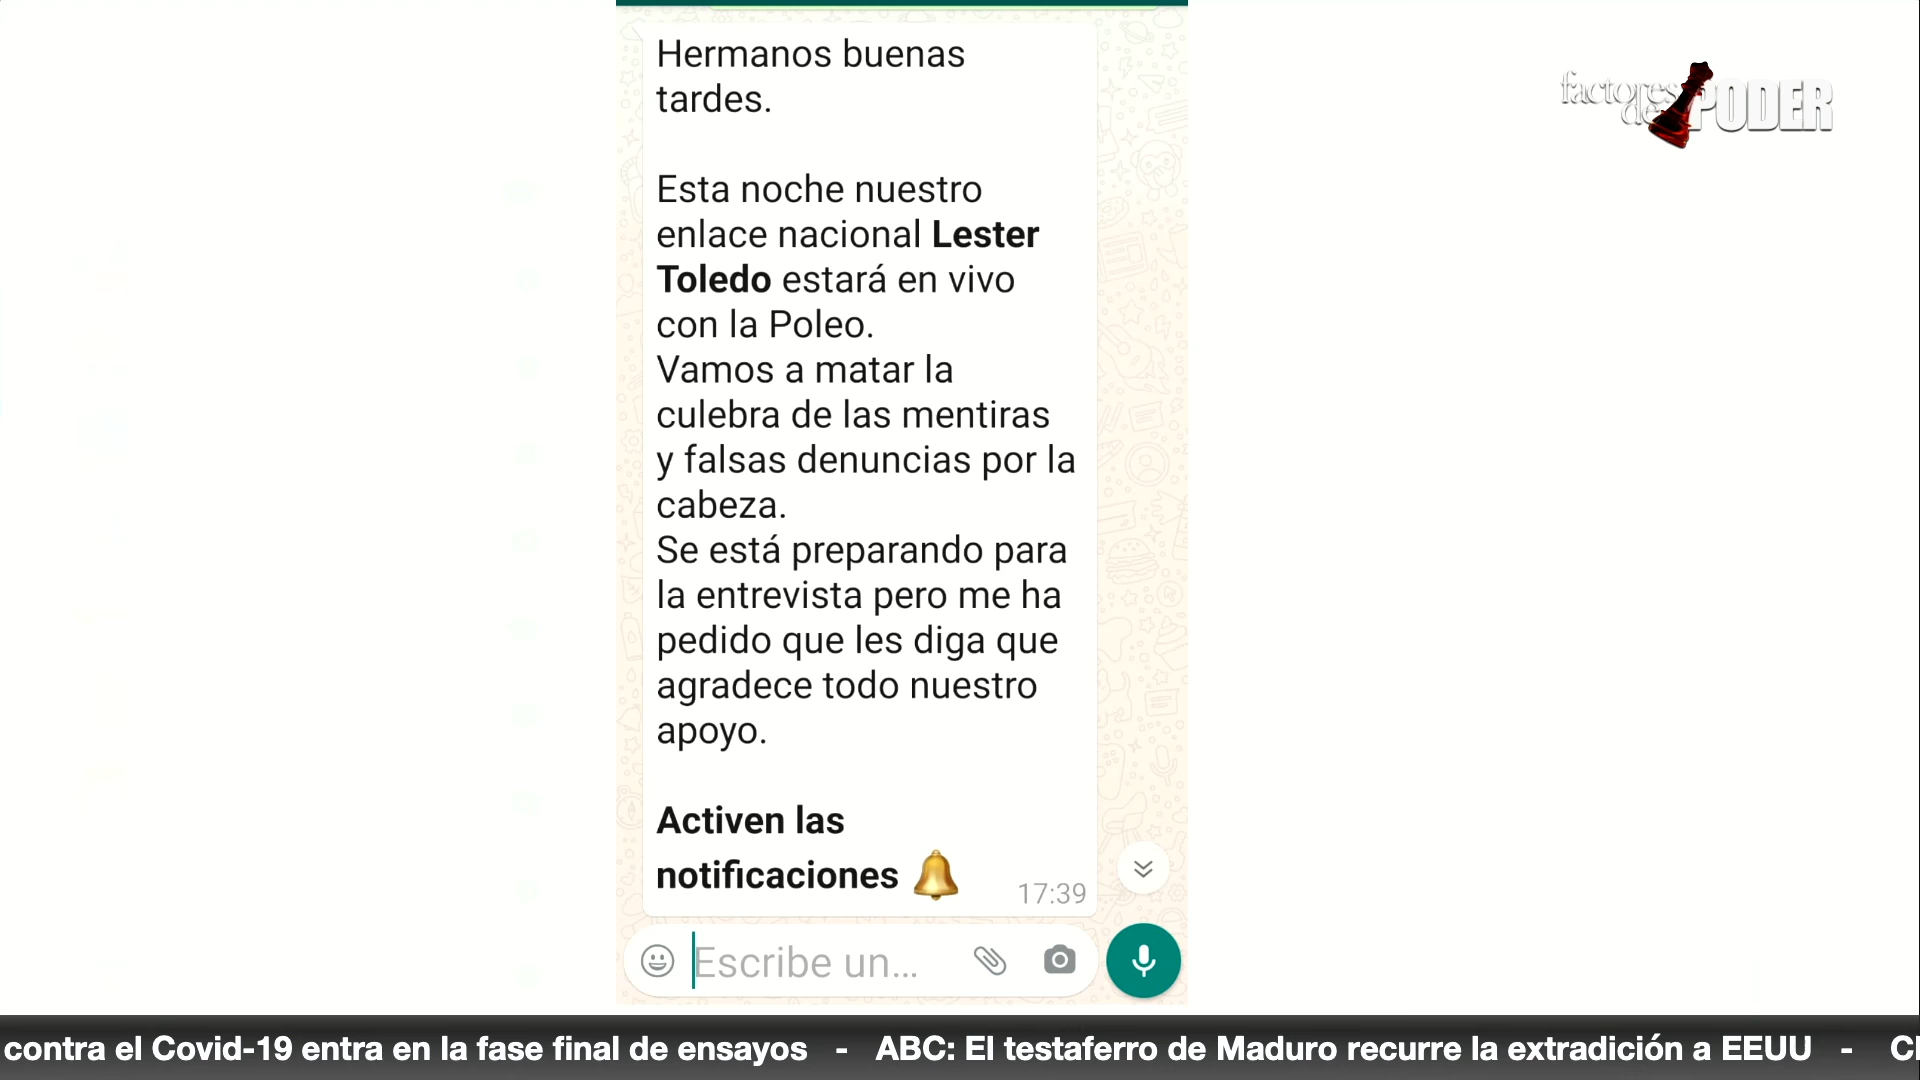 Hermanos buenas
tardes.
Esta noche nuestro
enlace nacional Lester
Toledo estará en vivo
con la Poleo.
Vamos a matar la
culebra de las mentiras
y falsas denuncias por la
cabeza.
Se está preparando para
la entrevista pero me ha
pedido que les diga que
agradece todo nuestro
apoyo.
Activen las
notificaciones 🔔
17:39
Escribe un...
factores de PODER
contra el Covid-19 entra en la fase final de ensayos - ABC: El testaferro de Maduro recurre la extradición a EEUU -